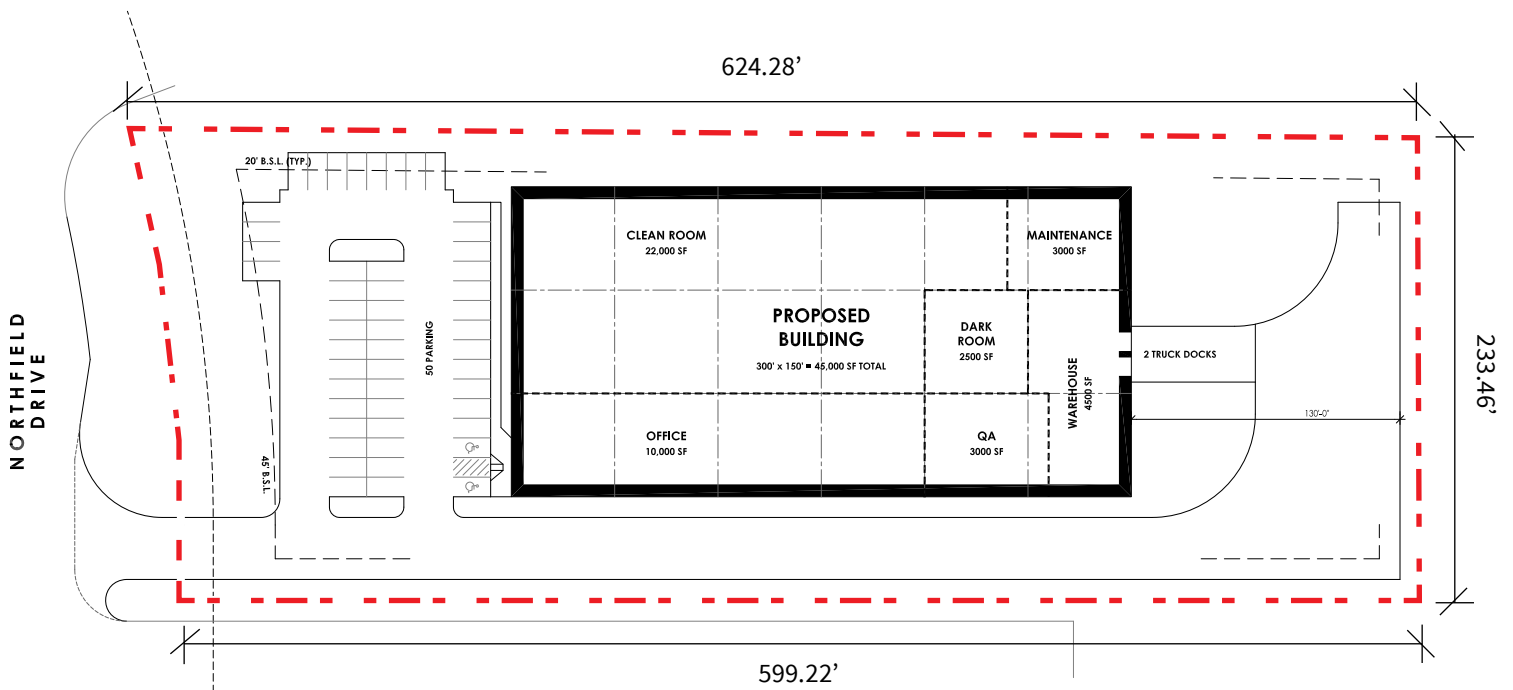 624.28’
20' B.S.L. (TYP.)
CLEAN ROOM
22,000 SF
MAINTENANCE
3000 SF
NORTHFIELD
DRIVE
50 PARKING
PROPOSED
BUILDING
300' x 150' = 45,000 SF TOTAL
DARK
ROOM
2500 SF
WAREHOUSE
4500 SF
2 TRUCK DOCKS
233.46’
130'-0"
OFFICE
10,000 SF
QA
3000 SF
45' B.S.L.
599.22’